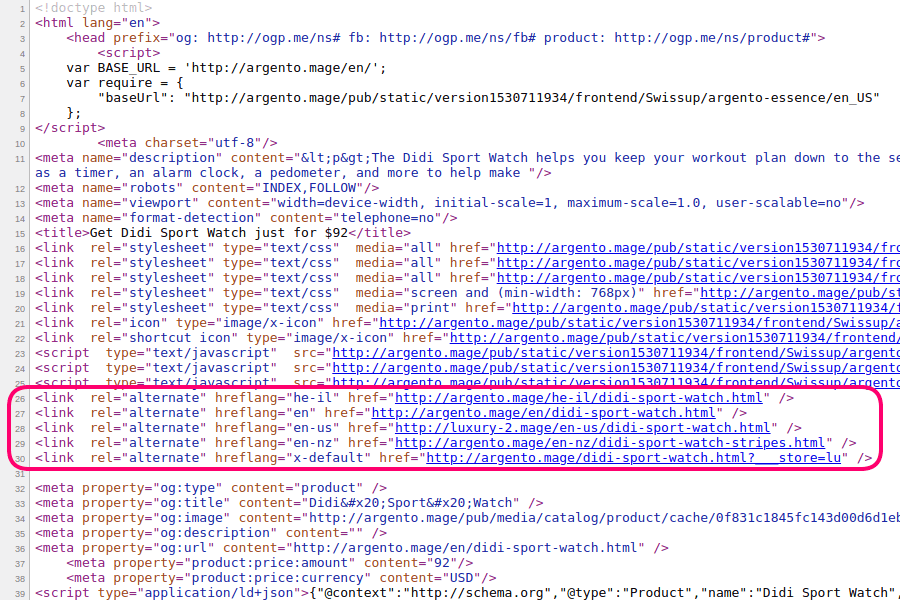 1 <!doctype html>
2 <html lang="en">
3 <head prefix="og: http://ogp.me/ns# fb: http://ogp.me/ns/fb# product: http://ogp.me/ns/product#">
4 <script>
5 var BASE_URL = 'http://argento.mage/en/';
6 var require = {
7 "baseUrl": "http://argento.mage/pub/static/version1530711934/frontend/Swissup/argento-essence/en_US"
8 };
9 </script>
10 <meta charset="utf-8"/>
11 <meta name="description" content="&lt;p&gt;The Didi Sport Watch helps you keep your workout plan down to the se
as a timer, an alarm clock, a pedometer, and more to help make "/>
12 <meta name="robots" content="INDEX,FOLLOW"/>
13 <meta name="viewport" content="width=device-width, initial-scale=1, maximum-scale=1.0, user-scalable=no"/>
14 <meta name="format-detection" content="telephone=no"/>
15 <title>Get Didi Sport Watch just for $92</title>
16 <link  rel="stylesheet" type="text/css"  media="all" href="http://argento.mage/pub/static/version1530711934/fro
17 <link  rel="stylesheet" type="text/css"  media="all" href="http://argento.mage/pub/static/version1530711934/fro
18 <link  rel="stylesheet" type="text/css"  media="all" href="http://argento.mage/pub/static/version1530711934/fro
19 <link  rel="stylesheet" type="text/css"  media="screen and (min-width: 768px)" href="http://argento.mage/pub/st
20 <link  rel="stylesheet" type="text/css"  media="print" href="http://argento.mage/pub/static/version1530711934/f
21 <link  rel="icon" type="image/x-icon" href="http://argento.mage/pub/static/version1530711934/frontend/Swissup/a
22 <link  rel="shortcut icon" type="image/x-icon" href="http://argento.mage/pub/static/version1530711934/frontend/
23 <script  type="text/javascript"  src="http://argento.mage/pub/static/version1530711934/frontend/Swissup/argento
24 <script  type="text/javascript"  src="http://argento.mage/pub/static/version1530711934/frontend/Swissup/argento
25 <script  type="text/javascript"  src="http://argento.mage/pub/static/version1530711934/frontend/Swissup/argento
26 <link  rel="alternate" hreflang="he-il" href="http://argento.mage/he-il/didi-sport-watch.html" />
27 <link  rel="alternate" hreflang="en" href="http://argento.mage/en/didi-sport-watch.html" />
28 <link  rel="alternate" hreflang="en-us" href="http://luxury-2.mage/en-us/didi-sport-watch.html" />
29 <link  rel="alternate" hreflang="en-nz" href="http://argento.mage/en-nz/didi-sport-watch-stripes.html" />
30 <link  rel="alternate" hreflang="x-default" href="http://argento.mage/didi-sport-watch.html?___store=lu" />
31
32 <meta property="og:type" content="product" />
33 <meta property="og:title" content="Didi&#x20;Sport&#x20;Watch" />
34 <meta property="og:image" content="http://argento.mage/pub/media/catalog/product/cache/0f831c1845fc143d00d6d1eb
35 <meta property="og:description" content="" />
36 <meta property="og:url" content="http://argento.mage/en/didi-sport-watch.html" />
37 <meta property="product:price:amount" content="92"/>
38 <meta property="product:price:currency" content="USD"/>
39 <script type="application/ld+json">{"@context":"http://schema.org","@type":"Product","name":"Didi Sport Watch",